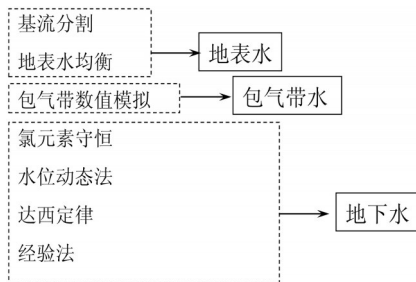 基流分割
地表水均衡
地表水
包气带数值模拟
包气带水
氯元素守恒
水位动态法
达西定律
经验法
地下水